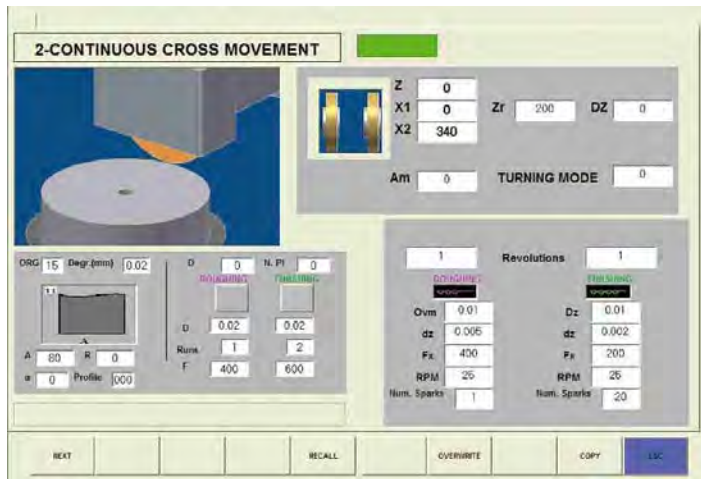 2-CONTINUOUS CROSS MOVEMENT
Z 0
X1 0 Zr 200 DZ 0
X2 340
Am 0 TURNING MODE 0
ORG 15 Degr.(mm) 0.02 D 0 N. PI 0
ROUGHING FINISHING
D 0.02 0.02
A
A 80 R 0 Runs 1 2
α 0 Profile 000 F 400 600
1 Revolutions 1
ROUGHING FINISHING
Ovm 0.01 Dz 0.01
dz 0.005 dz 0.002
Fx 400 Fx 200
RPM 25 RPM 25
Num. Sparks 1 Num. Sparks 20
NEXT RECALL OVERWRITE COPY ESC